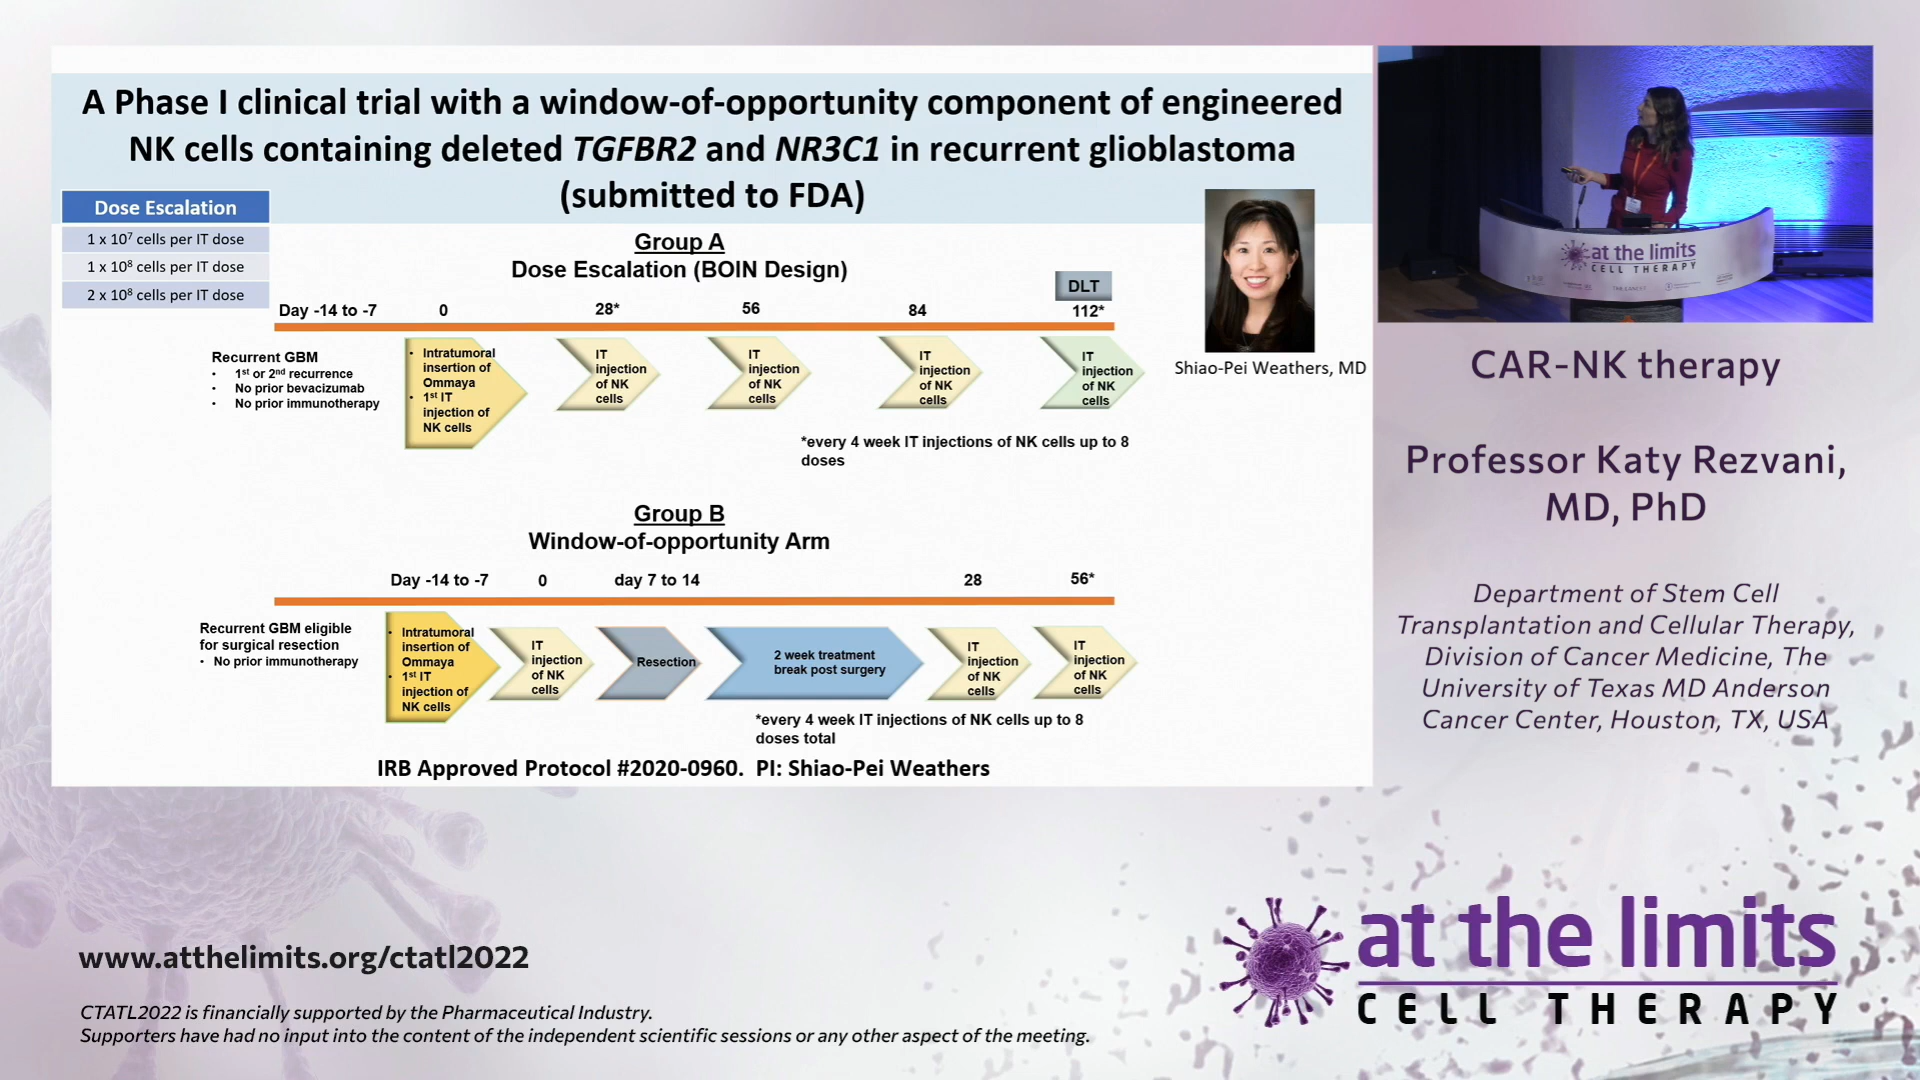 A Phase I clinical trial with a window-of-opportunity component of engineered
NK cells containing deleted TGFBR2 and NR3C1 in recurrent glioblastoma
(submitted to FDA)
Dose Escalation
1 x 10⁷ cells per IT dose
1 x 10⁸ cells per IT dose
2 x 10⁸ cells per IT dose
Group A
Dose Escalation (BOIN Design)
DLT
Day -14 to -7 0 28* 56 84 112*
Recurrent GBM
• 1st or 2nd recurrence
• No prior bevacizumab
• No prior immunotherapy
• Intratumoral
insertion of
Ommaya
• 1st IT
injection of
NK cells
IT
injection
of NK
cells
IT
injection
of NK
cells
IT
injection
of NK
cells
IT
injection
of NK
cells
*every 4 week IT injections of NK cells up to 8
doses
Shiao-Pei Weathers, MD
Group B
Window-of-opportunity Arm
Day -14 to -7 0 day 7 to 14 28 56*
Recurrent GBM eligible
for surgical resection
• No prior immunotherapy
• Intratumoral
insertion of
Ommaya
• 1st IT
injection of
NK cells
IT
injection
of NK
cells
Resection
2 week treatment
break post surgery
IT
injection
of NK
cells
IT
injection
of NK
cells
*every 4 week IT injections of NK cells up to 8
doses total
IRB Approved Protocol #2020-0960. PI: Shiao-Pei Weathers
at the limits
CELL THERAPY
CAR-NK therapy
Professor Katy Rezvani,
MD, PhD
Department of Stem Cell
Transplantation and Cellular Therapy,
Division of Cancer Medicine, The
University of Texas MD Anderson
Cancer Center, Houston, TX, USA
www.atthelimits.org/ctatl2022
CTATL2022 is financially supported by the Pharmaceutical Industry.
Supporters have had no input into the content of the independent scientific sessions or any other aspect of the meeting.
at the limits
CELL THERAPY